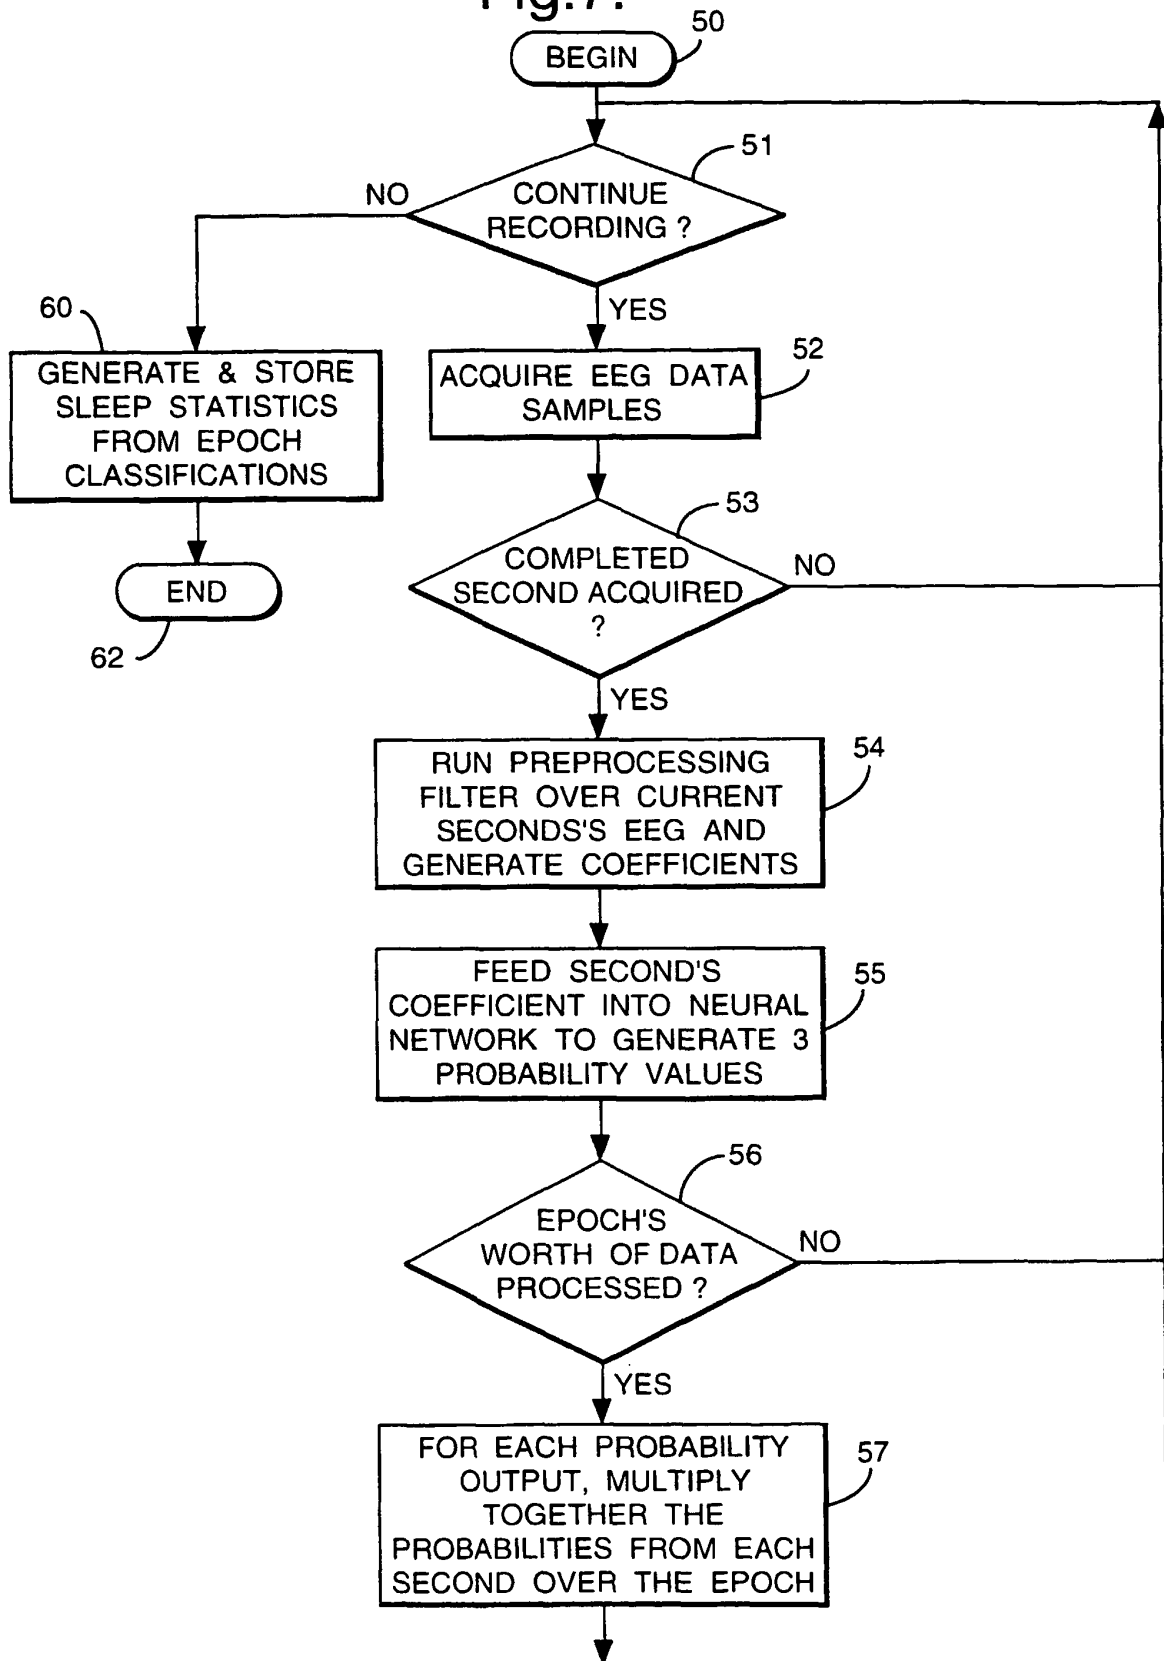 Fig.7.
50
BEGIN
51
CONTINUE
RECORDING ?
NO
YES
60
GENERATE & STORE
SLEEP STATISTICS
FROM EPOCH
CLASSIFICATIONS
52
ACQUIRE EEG DATA
SAMPLES
53
COMPLETED
SECOND ACQUIRED
?
NO
END
62
YES
54
RUN PREPROCESSING
FILTER OVER CURRENT
SECONDS'S EEG AND
GENERATE COEFFICIENTS
55
FEED SECOND'S
COEFFICIENT INTO NEURAL
NETWORK TO GENERATE 3
PROBABILITY VALUES
56
EPOCH'S
WORTH OF DATA
PROCESSED ?
NO
YES
57
FOR EACH PROBABILITY
OUTPUT, MULTIPLY
TOGETHER THE
PROBABILITIES FROM EACH
SECOND OVER THE EPOCH